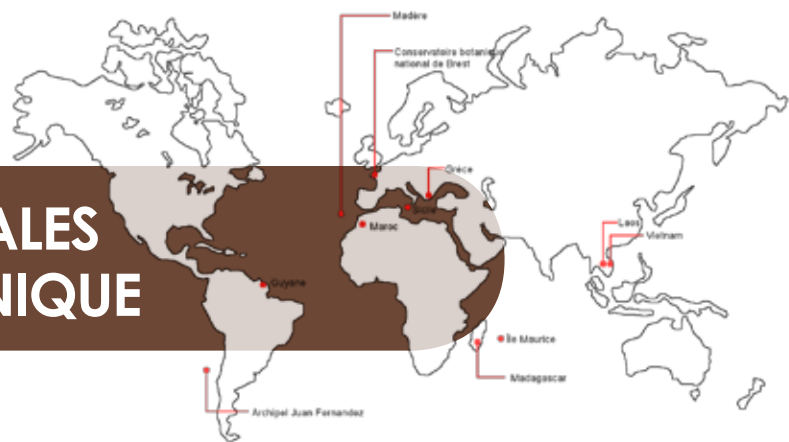 Madère
Conservatoire botanique
national de Brest
Grèce
Sicile
Maroc
ALES
NIQUE
Laos
Vietnam
Guyane
Île Maurice
Madagascar
Archipel Juan Fernandez